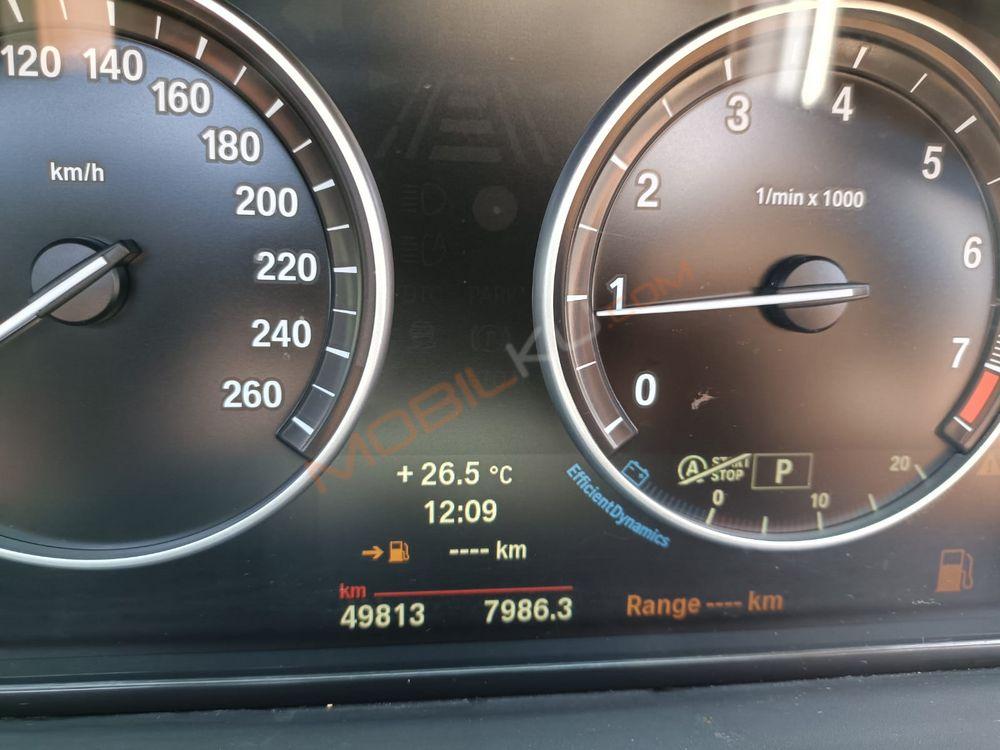 120
140
160
180
200
220
240
260
km/h
0
1
2
3
4
5
6
7
1/min x 1000
MOBILKU.COM
A
START
STOP
P
0
10
20
EfficientDynamics
+ 26.5 °C
12:09
---- km
km
49813 7986.3
Range ---- km